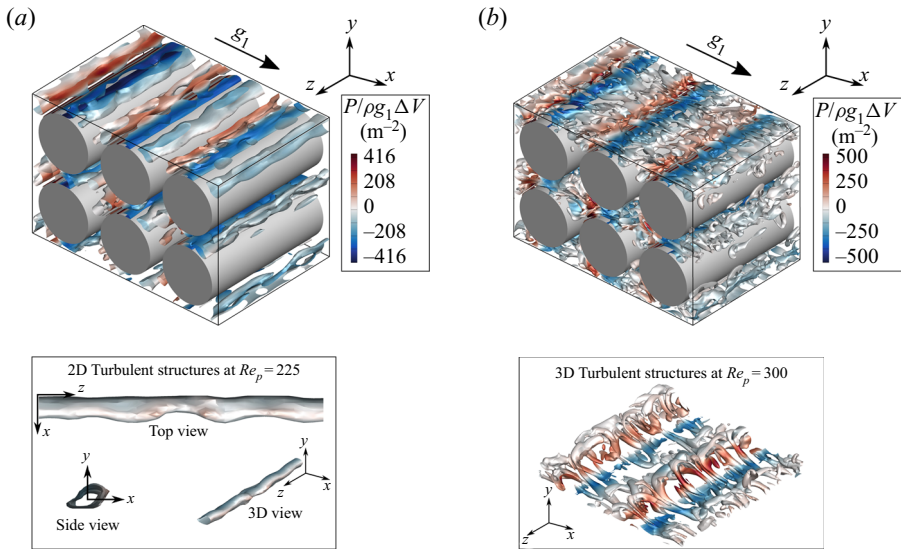 (a)
g₁
y
z
x
P/ρg₁ΔV
(m⁻²)
416
208
0
–208
–416
2D Turbulent structures at Reₚ = 225
z
x
Top view
y
x
Side view
y
z
x
3D view
(b)
g₁
y
z
x
P/ρg₁ΔV
(m⁻²)
500
250
0
–250
–500
3D Turbulent structures at Reₚ = 300
y
z
x